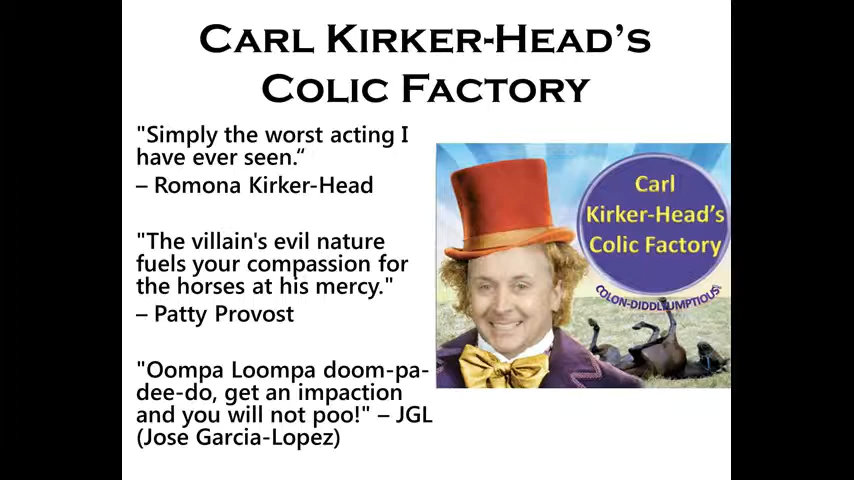 CARL KIRKER-HEAD’S
COLIC FACTORY
"Simply the worst acting I
have ever seen.“
– Romona Kirker-Head
"The villain's evil nature
fuels your compassion for
the horses at his mercy."
– Patty Provost
"Oompa Loompa doom-pa-
dee-do, get an impaction
and you will not poo!" – JGL
(Jose Garcia-Lopez)
Carl
Kirker-Head’s
Colic Factory
COLON-DIDDLIUMPTIOUS